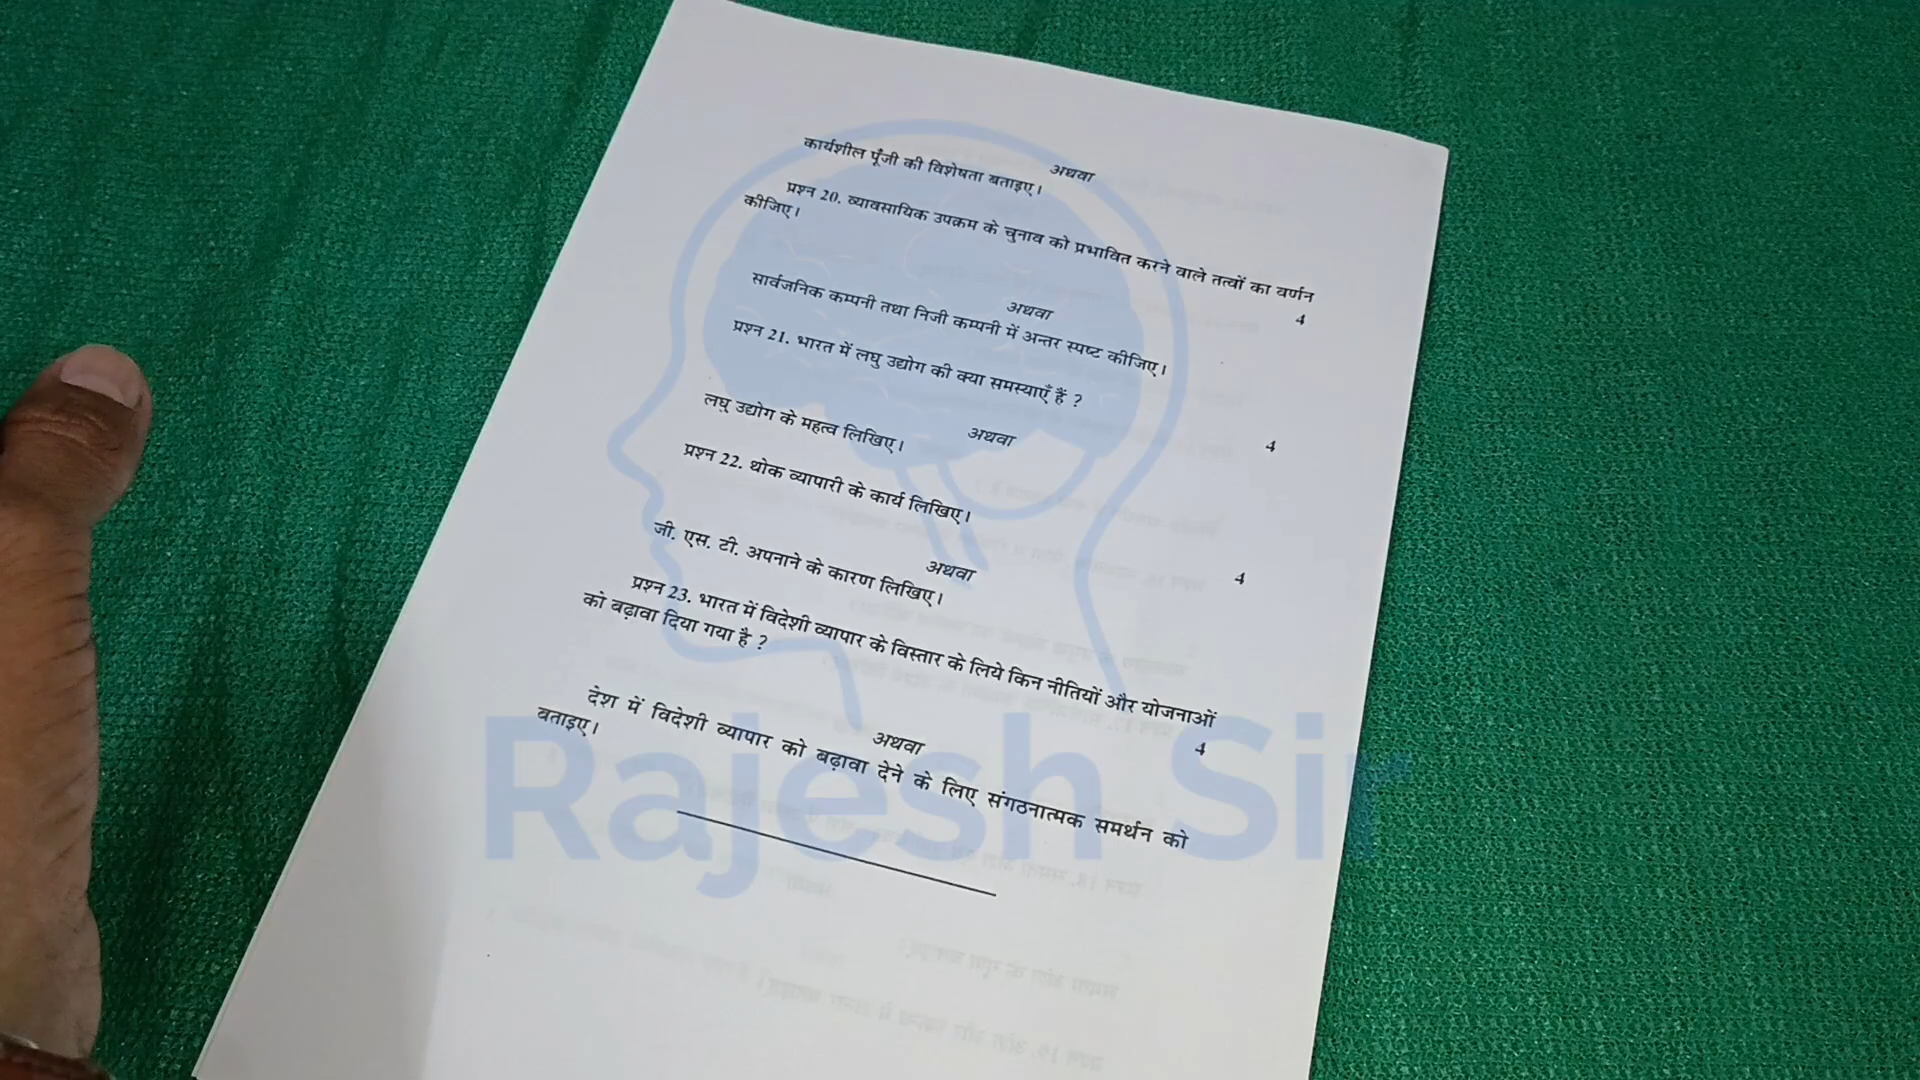 अथवा
कार्यशील पूँजी की विशेषता बताइए।
प्रश्न 20. व्यावसायिक उपक्रम के चुनाव को प्रभावित करने वाले तत्वों का वर्णन
कीजिए।
4
अथवा
सार्वजनिक कम्पनी तथा निजी कम्पनी में अन्तर स्पष्ट कीजिए।
प्रश्न 21. भारत में लघु उद्योग की क्या समस्याएँ हैं ?
4
अथवा
लघु उद्योग के महत्व लिखिए।
प्रश्न 22. थोक व्यापारी के कार्य लिखिए।
4
अथवा
जी. एस. टी. अपनाने के कारण लिखिए।
प्रश्न 23. भारत में विदेशी व्यापार के विस्तार के लिये किन नीतियों और योजनाओं
को बढ़ावा दिया गया है ?
4
अथवा
देश में विदेशी व्यापार को बढ़ावा देने के लिए संगठनात्मक समर्थन को
बताइए।
Rajesh Sir